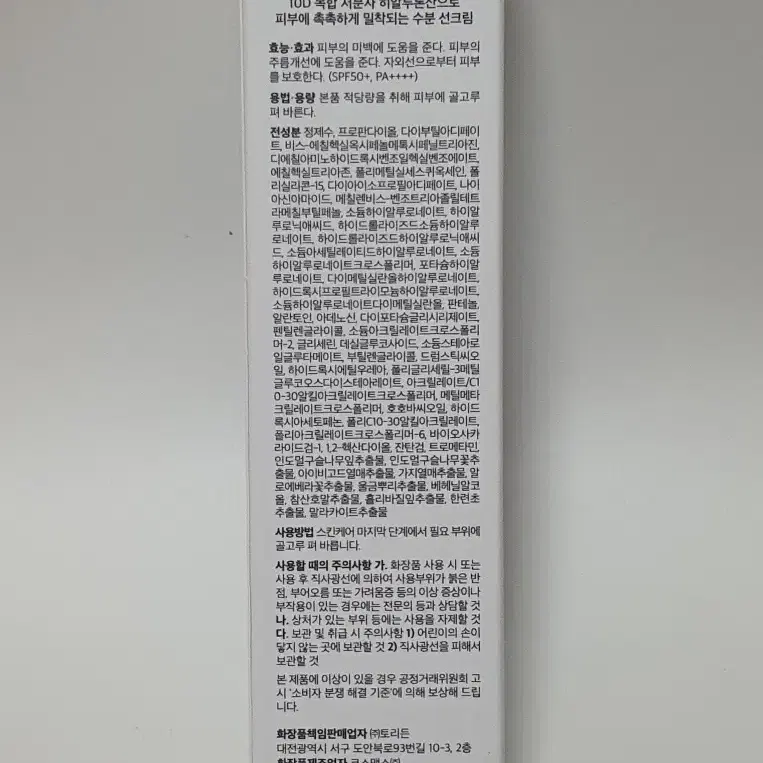 10D 복합 저분자 히알루론산으로
피부에 촉촉하게 밀착되는 수분 선크림
효능·효과 피부의 미백에 도움을 준다. 피부의
주름개선에 도움을 준다. 자외선으로부터 피부
를 보호한다. (SPF50+, PA++++)
용법·용량 본품 적당량을 취해 피부에 골고루
펴 바른다.
전성분 정제수, 프로판다이올, 다이부틸아디페이
트, 비스-에칠헥실옥시페놀메톡시페닐트리아진,
디에칠아미노하이드록시벤조일헥실벤조에이트,
에칠헥실트리아존, 폴리메틸실세스퀴옥세인, 폴
리실리콘-15, 다이아이소프로필아디페이트, 나이
아신아마이드, 메칠렌비스-벤조트리아졸릴테트
라메칠부틸페놀, 소듐하이알루로네이트, 하이알
루로닉애씨드, 하이드롤라이즈드소듐하이알루
로네이트, 하이드롤라이즈드하이알루로닉애씨
드, 소듐아세틸레이티드하이알루로네이트, 소듐
하이알루로네이트크로스폴리머, 포타슘하이알
루로네이트, 다이메틸실란올하이알루로네이트,
하이드록시프로필트라이모늄하이알루로네이트,
소듐하이알루로네이트다이메틸실란올, 판테놀,
알란토인, 아데노신, 다이포타슘글리시리제이트,
펜틸렌글라이콜, 소듐아크릴레이트크로스폴리
머-2, 글리세린, 데실글루코사이드, 소듐스테아로
일글루타메이트, 부틸렌글라이콜, 드럼스틱씨오
일, 하이드록시에틸우레아, 폴리글리세릴-3메틸
글루코오스다이스테아레이트, 아크릴레이트/C1
0-30알킬아크릴레이트크로스폴리머, 메틸메타
크릴레이트크로스폴리머, 호호바씨오일, 하이드
록시아세토페논, 폴리C10-30알킬아크릴레이트,
폴리아크릴레이트크로스폴리머-6, 바이오사카
라이드검-1, 1,2-헥산다이올, 잔탄검, 트로메타민,
인도멀구슬나무잎추출물, 인도멀구슬나무꽃추
출물, 아이비고드열매추출물, 가지열매추출물, 알
로에베라꽃추출물, 울금뿌리추출물, 베헤닐알코
올, 참산호말추출물, 홀리바질잎추출물, 한련초
추출물, 말라카이트추출물
사용방법 스킨케어 마지막 단계에서 필요 부위에
골고루 펴 바릅니다.
사용할 때의 주의사항 가. 화장품 사용 시 또는
사용 후 직사광선에 의하여 사용부위가 붉은 반
점, 부어오름 또는 가려움증 등의 이상 증상이나
부작용이 있는 경우에는 전문의 등과 상담할 것
나. 상처가 있는 부위 등에는 사용을 자제할 것
다. 보관 및 취급 시 주의사항 1) 어린이의 손이
닿지 않는 곳에 보관할 것 2) 직사광선을 피해서
보관할 것
본 제품에 이상이 있을 경우 공정거래위원회 고
시 '소비자 분쟁 해결 기준'에 의해 보상해 드립
니다.
화장품책임판매업자 ㈜토리든
대전광역시 서구 도안북로93번길 10-3, 2층
화장품제조업자 코스맥스㈜